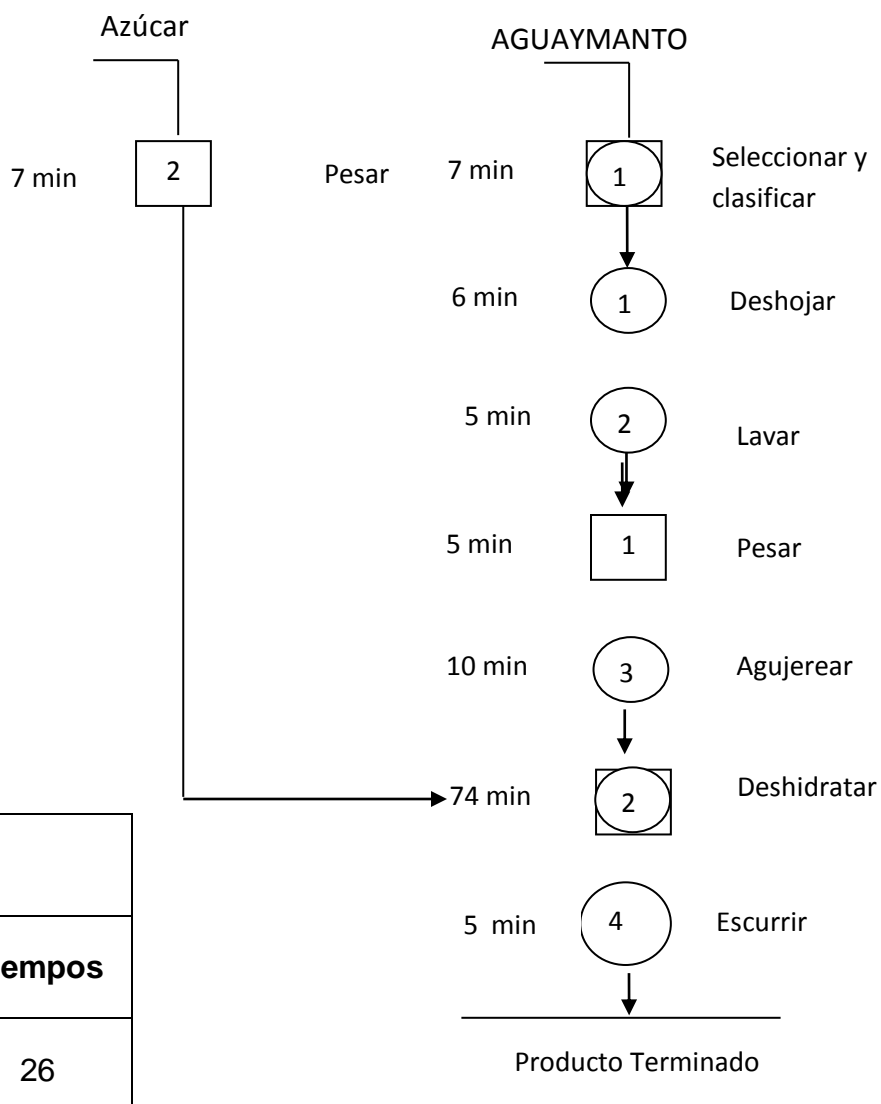 Azúcar
AGUAYMANTO
7 min
2
Pesar
7 min
1
Seleccionar y
clasificar
6 min
1
Deshojar
5 min
2
Lavar
5 min
1
Pesar
10 min
3
Agujerear
74 min
2
Deshidratar
5 min
4
Escurrir
Producto Terminado
empos
26